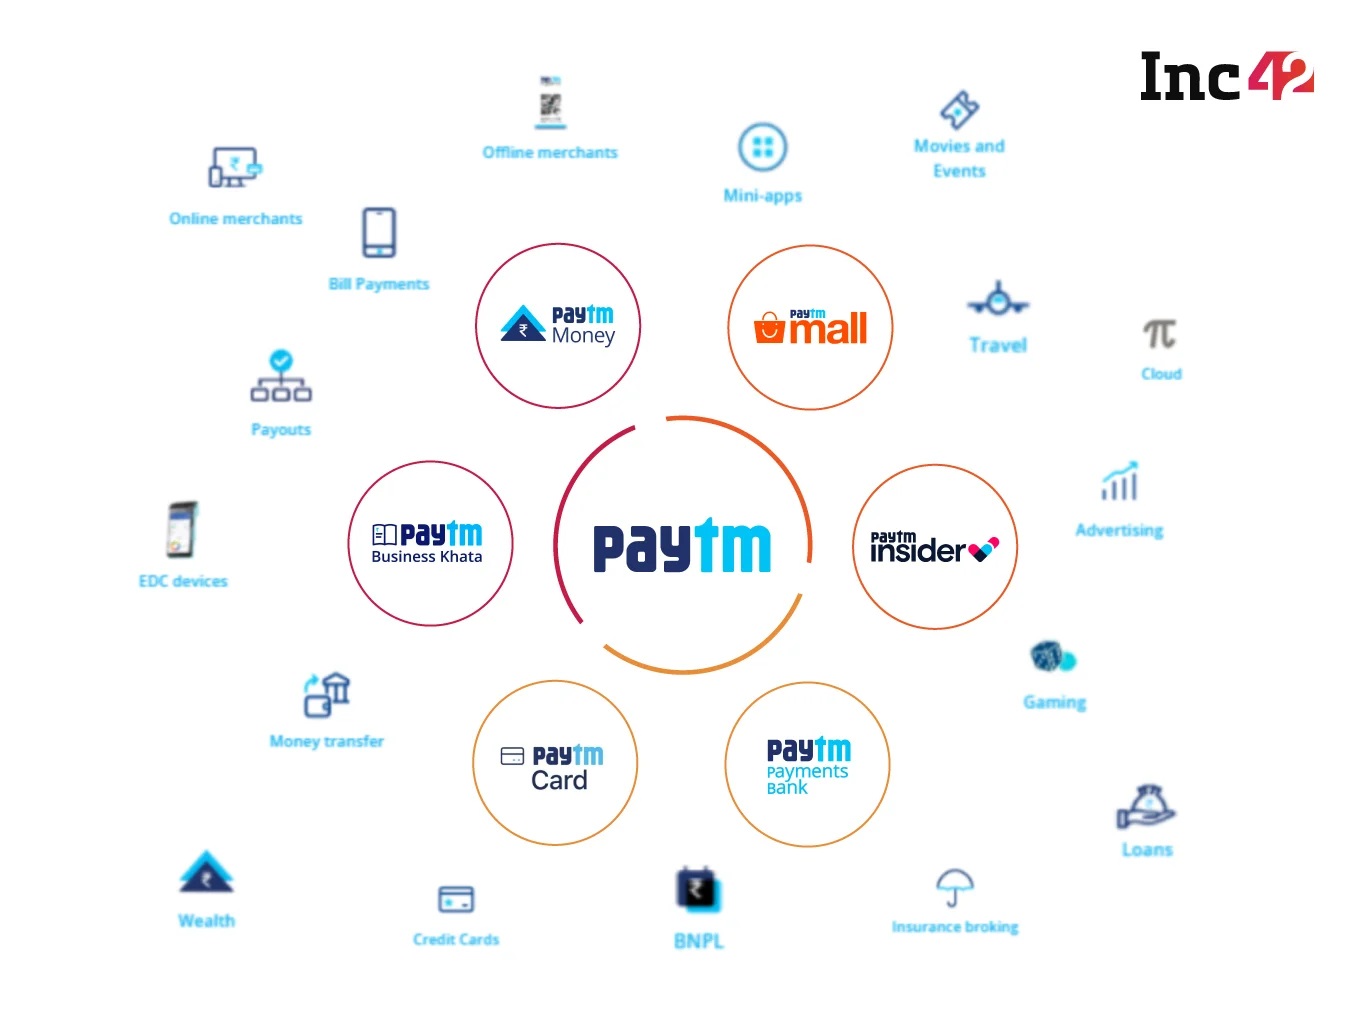 Inc42
Offline merchants
Movies and
Events
Mini-apps
Online merchants
Bill Payments
paytm
Money
paytm
mall
Travel
Cloud
Payouts
paytm
Business Khata
paytm
paytm
insider
Advertising
EDC devices
Gaming
Money transfer
paytm
Card
paytm
Payments
Bank
Loans
Wealth
Credit Cards
BNPL
Insurance broking